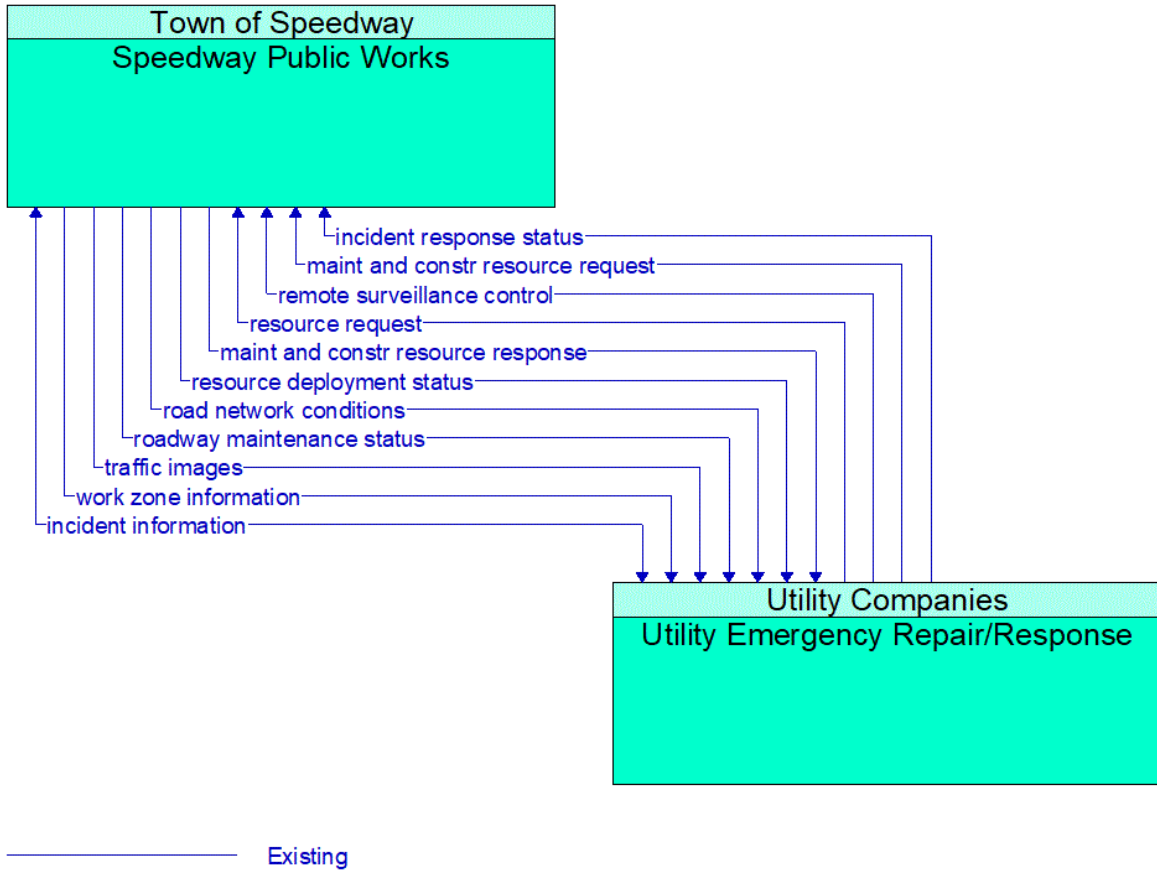 Town of Speedway
Speedway Public Works
incident response status
maint and constr resource request
remote surveillance control
resource request
maint and constr resource response
resource deployment status
road network conditions
roadway maintenance status
traffic images
work zone information
incident information
Utility Companies
Utility Emergency Repair/Response
Existing